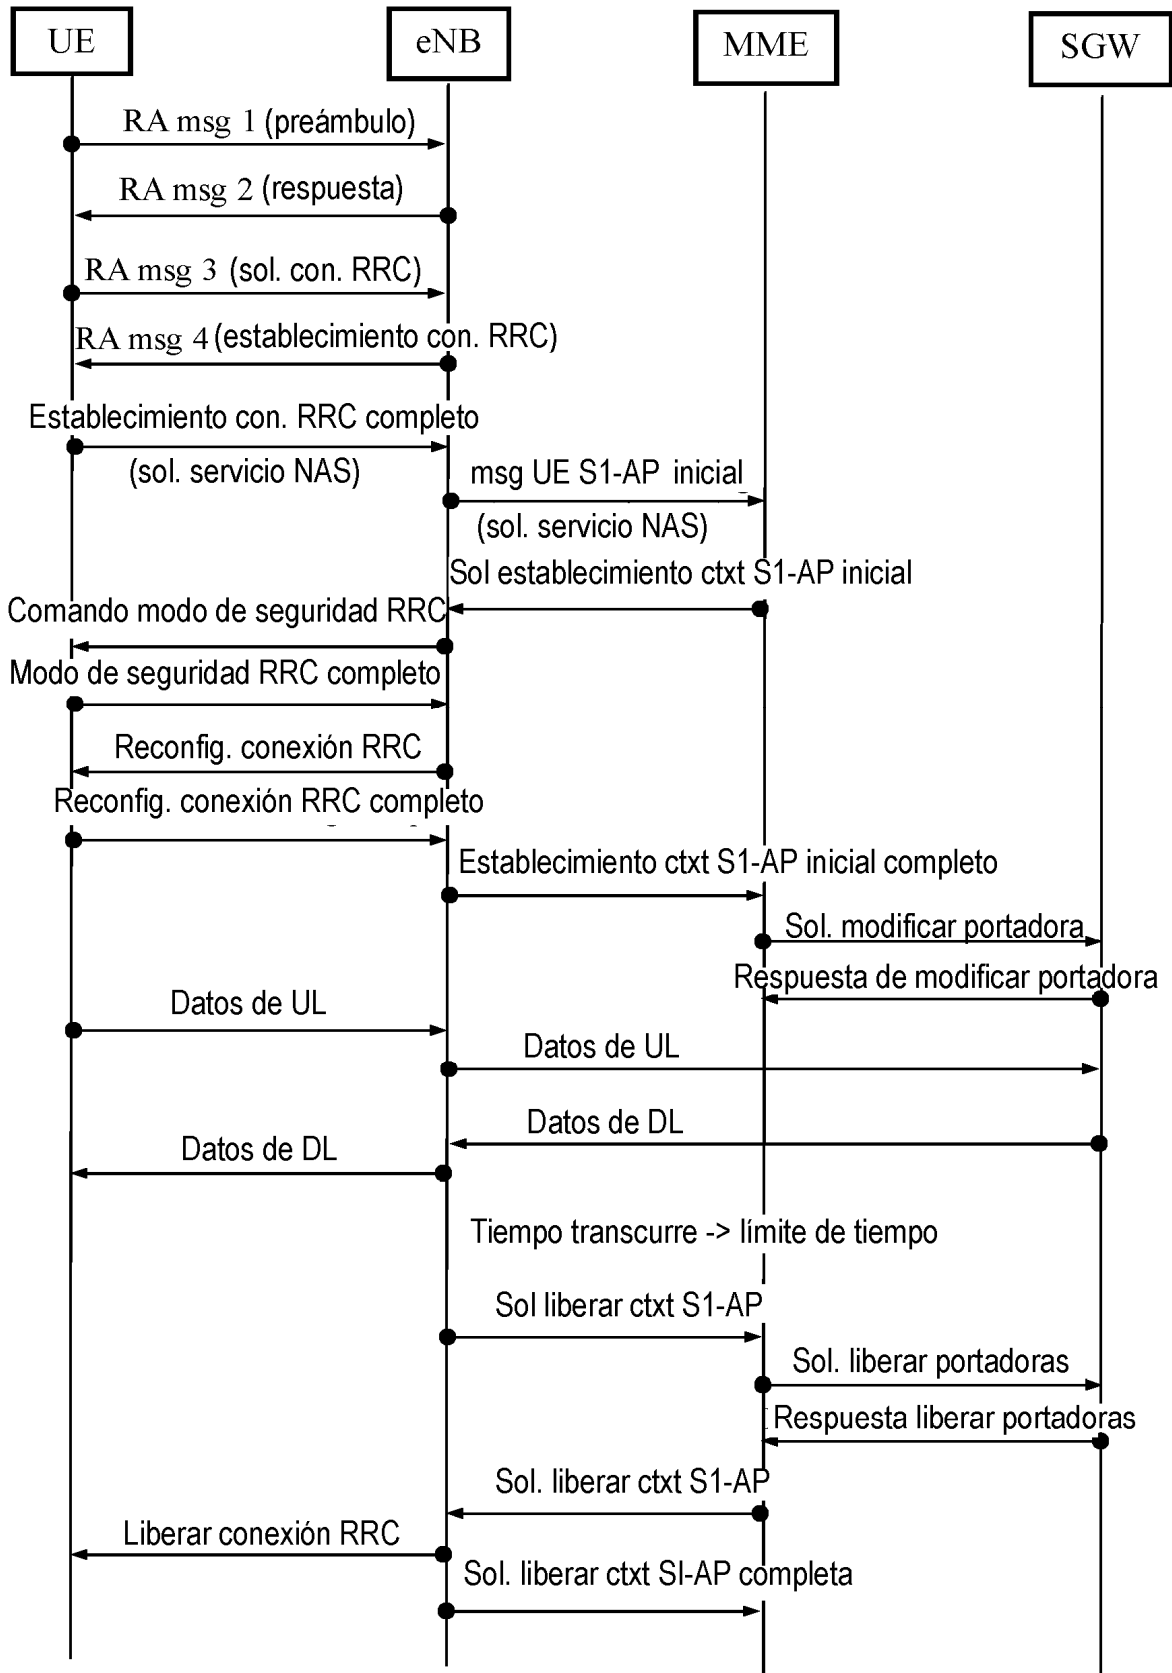 UE
eNB
MME
SGW
RA msg 1 (preámbulo)
RA msg 2 (respuesta)
RA msg 3 (sol. con. RRC)
RA msg 4 (establecimiento con. RRC)
Establecimiento con. RRC completo
(sol. servicio NAS)
msg UE S1-AP inicial
(sol. servicio NAS)
Sol establecimiento ctxt S1-AP inicial
Comando modo de seguridad RRC
Modo de seguridad RRC completo
Reconfig. conexión RRC
Reconfig. conexión RRC completo
Establecimiento ctxt S1-AP inicial completo
Sol. modificar portadora
Respuesta de modificar portadora
Datos de UL
Datos de UL
Datos de DL
Datos de DL
Tiempo transcurre -> límite de tiempo
Sol liberar ctxt S1-AP
Sol. liberar portadoras
Respuesta liberar portadoras
Sol. liberar ctxt S1-AP
Liberar conexión RRC
Sol. liberar ctxt SI-AP completa